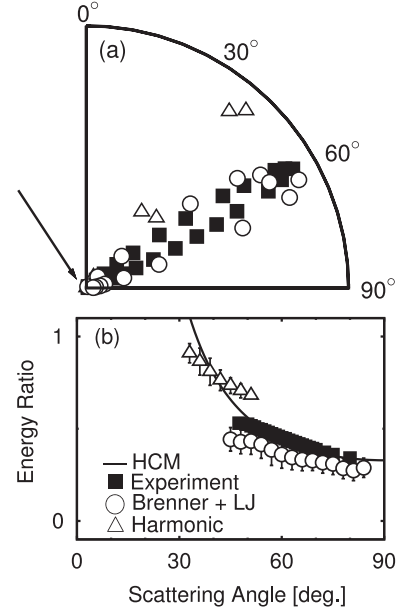 0°
(a)
30°
60°
90°
(b)
1
Energy Ratio
HCM
Experiment
Brenner + LJ
Harmonic
0
0
30
60
90
Scattering Angle [deg.]